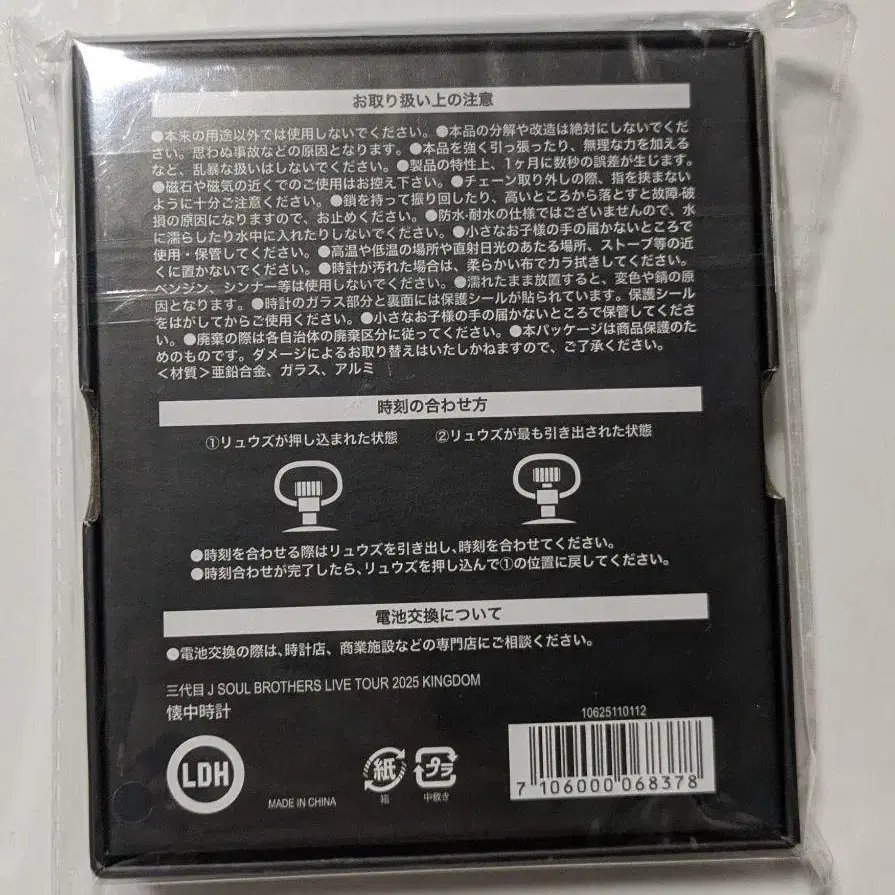 お取り扱い上の注意
●本来の用途以外では使用しないでください。●本品の分解や改造は絶対にしないでくだ
さい。思わぬ事故などの原因となります。●本品を強く引っ張ったり、無理な力を加える
など、乱暴な扱いはしないでください。●製品の特性上、1ヶ月に数秒の誤差が生じます。
●磁石や磁気の近くでのご使用はお控え下さい。●チェーン取り外しの際、指を挟まない
ように十分ご注意ください。●鎖を持って振り回したり、高いところから落とすと故障・破
損の原因になりますので、お止めください。●防水・耐水の仕様ではございませんので、水
に濡らしたり水中に入れたりしないでください。●小さなお子様の手の届かないところで
使用・保管してください。●高温や低温の場所や直射日光のあたる場所、ストーブ等の近
くに置かないでください。●時計が汚れた場合は、柔らかい布でカラ拭きしてください。
ベンジン、シンナー等は使用しないでください。●濡れたまま放置すると、変色や錆の原
因となります。●時計のガラス部分と裏面には保護シールが貼られています。保護シール
をはがしてからご使用ください。●小さなお子様の手の届かないところで保管してくださ
い。●廃棄の際は各自治体の廃棄区分に従ってください。●本パッケージは商品保護のた
めのものです。ダメージによるお取り替えはいたしかねますので、ご了承ください。
＜材質＞亜鉛合金、ガラス、アルミ
時刻の合わせ方
①リュウズが押し込まれた状態 ②リュウズが最も引き出された状態
●時刻を合わせる際はリュウズを引き出し、時刻を合わせてください。
●時刻合わせが完了したら、リュウズを押し込んで①の位置に戻してください。
電池交換について
●電池交換の際は、時計店、商業施設などの専門店にご相談ください。
三代目 J SOUL BROTHERS LIVE TOUR 2025 KINGDOM
懐中時計
10625110112
LDH
MADE IN CHINA
紙
箱
プラ
中敷き
7 106000 068378